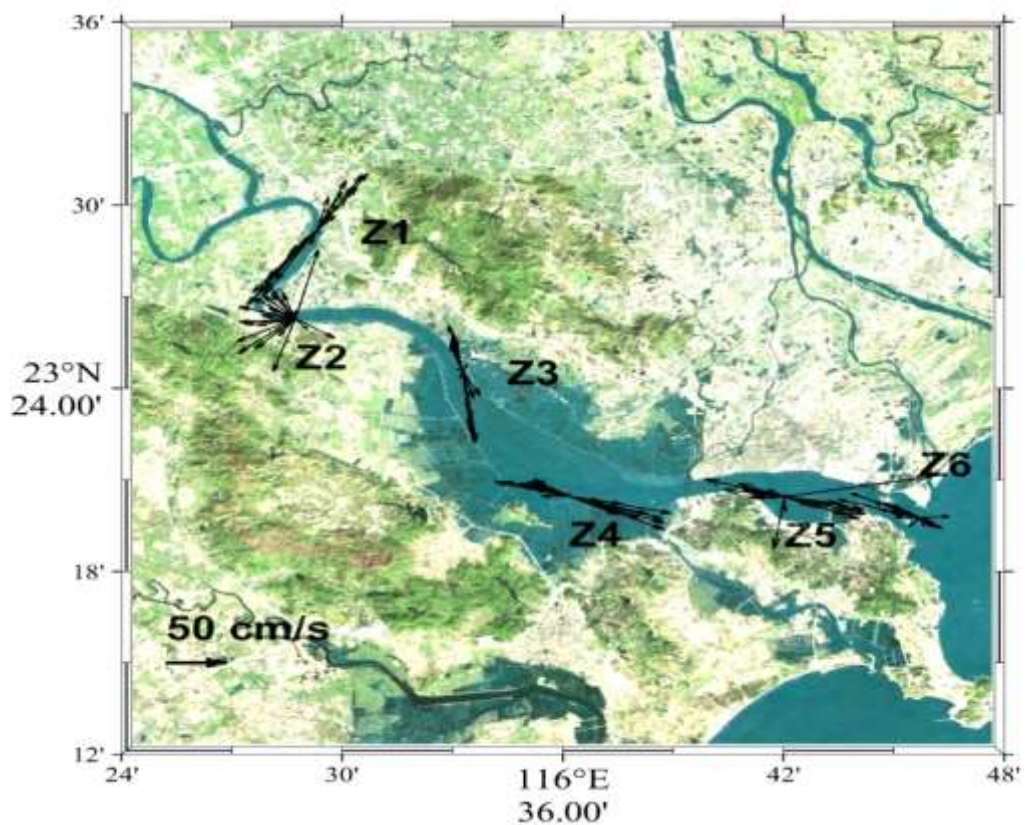 36'
30'
Z1
Z2
Z3
23°N
24.00'
Z6
Z4
Z5
18'
50 cm/s
12'
24'
30'
116°E
36.00'
42'
48'